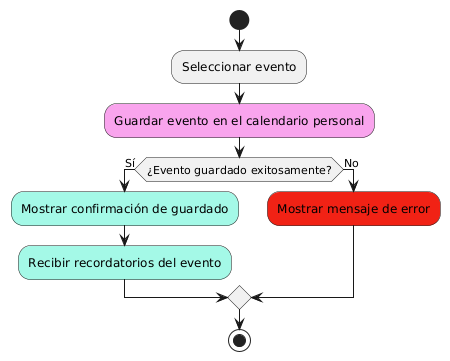 Seleccionar evento
Guardar evento en el calendario personal
¿Evento guardado exitosamente?
Sí
No
Mostrar confirmación de guardado
Mostrar mensaje de error
Recibir recordatorios del evento